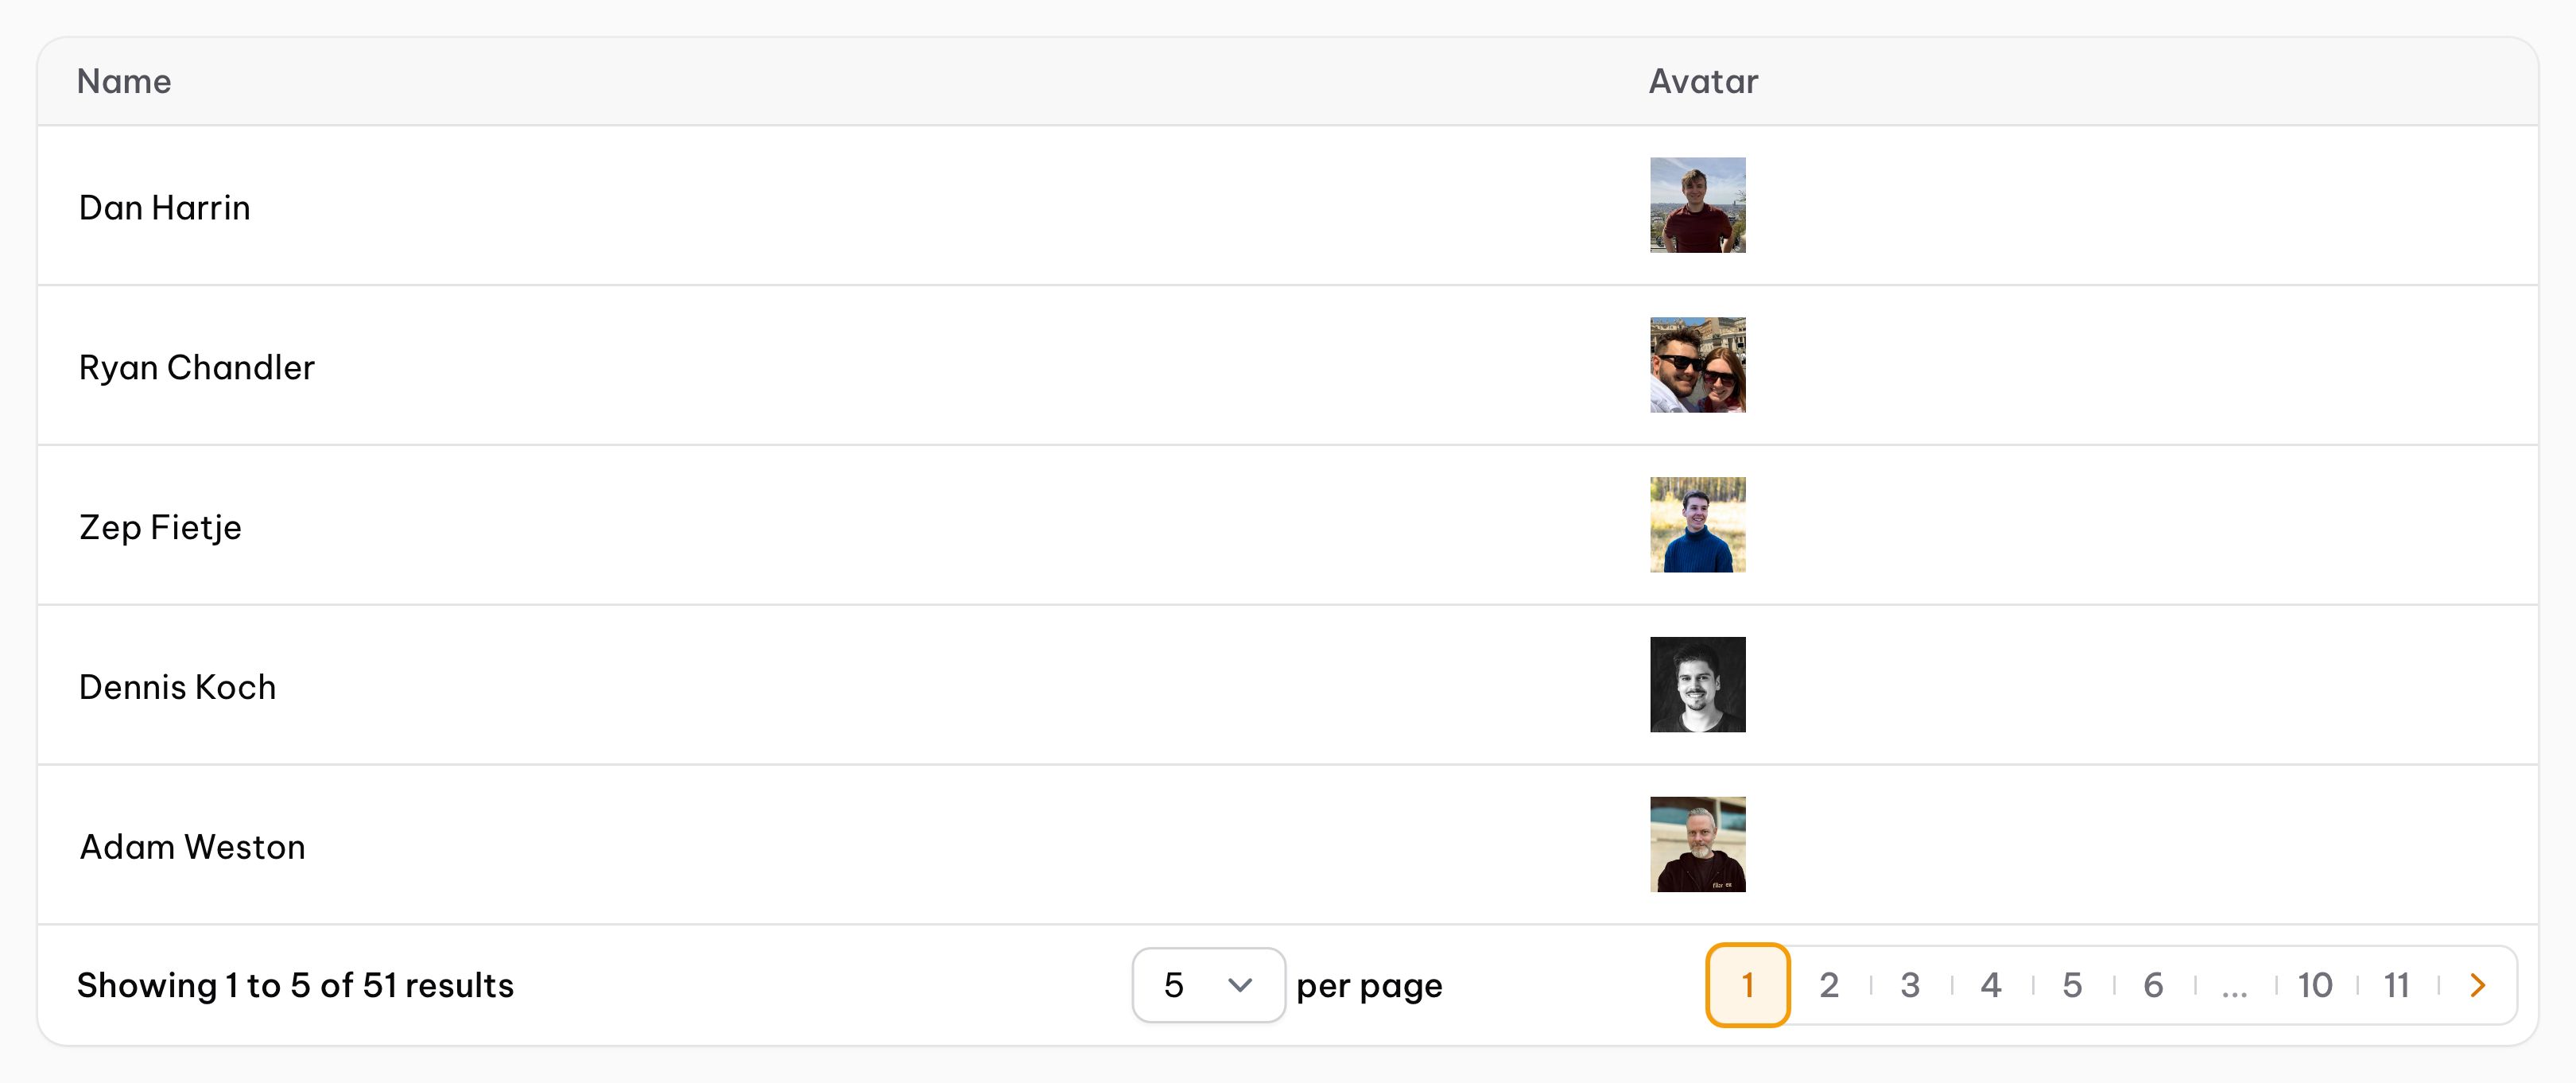 Name Avatar
Dan Harrin
Ryan Chandler
Zep Fietje
Dennis Koch
Adam Weston
Showing 1 to 5 of 51 results 5 per page 1 2 3 4 5 6 ... 10 11